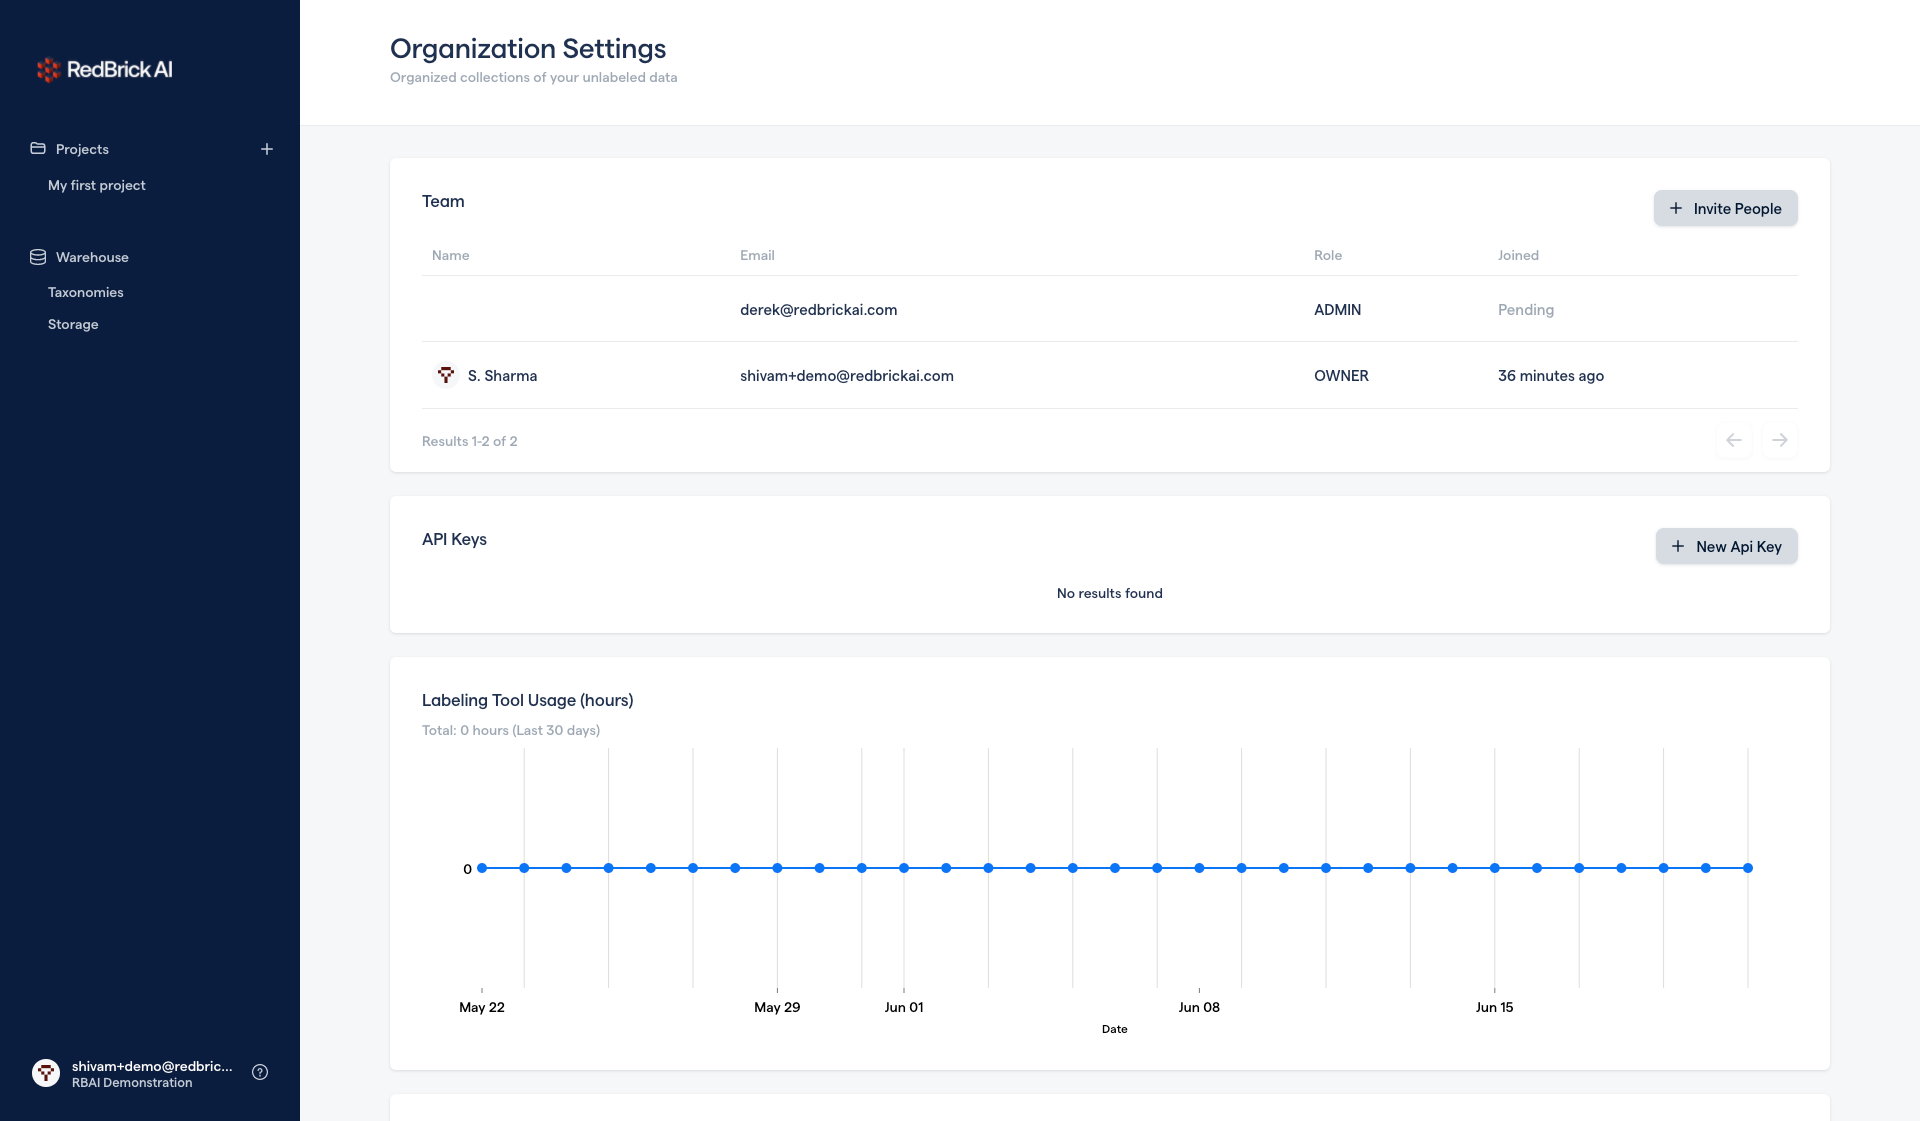 RedBrick AI
Projects
My first project
Warehouse
Taxonomies
Storage
shivam+demo@redbric...
RBAI Demonstration
Organization Settings
Organized collections of your unlabeled data
Team
Invite People
Name Email Role Joined
derek@redbrickai.com ADMIN Pending
S. Sharma shivam+demo@redbrickai.com OWNER 36 minutes ago
Results 1-2 of 2
API Keys
New Api Key
No results found
Labeling Tool Usage (hours)
Total: 0 hours (Last 30 days)
0
May 22 May 29 Jun 01 Jun 08 Jun 15
Date